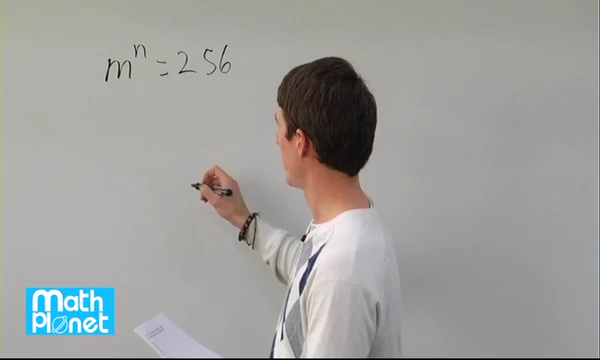 mⁿ = 256
Math
Planet